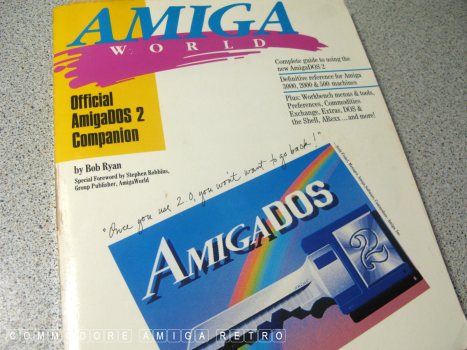 AMIGA
WORLD
Complete guide to using the
new AmigaDOS 2
Definitive reference for Amiga
3000, 2000 & 500 machines
Plus: Workbench menus & tools,
Preferences, Commodities
Exchange, Extras, DOS &
the Shell, ARexx ... and more!
Official
AmigaDOS 2
Companion
by Bob Ryan
Special Foreword by Stephen Robbins,
Group Publisher, AmigaWorld
"Once you use 2.0, you won't want to go back!"
AMIGADOS
2
COMMODORE AMIGA RETRO